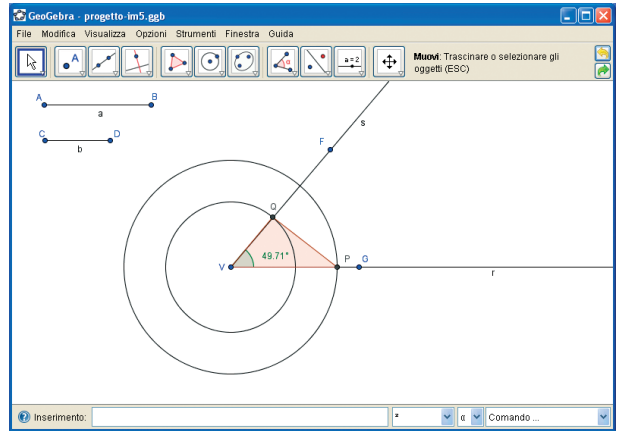 GeoGebra - progetto-im5.ggb
File Modifica Visualizza Opzioni Strumenti Finestra Guida
A α a=2 Muovi: Trascinare o selezionare gli
oggetti (ESC)
A B
a
C D
b
F s
Q
49.71°
V P G
r
Inserimento: ² α Comando ...